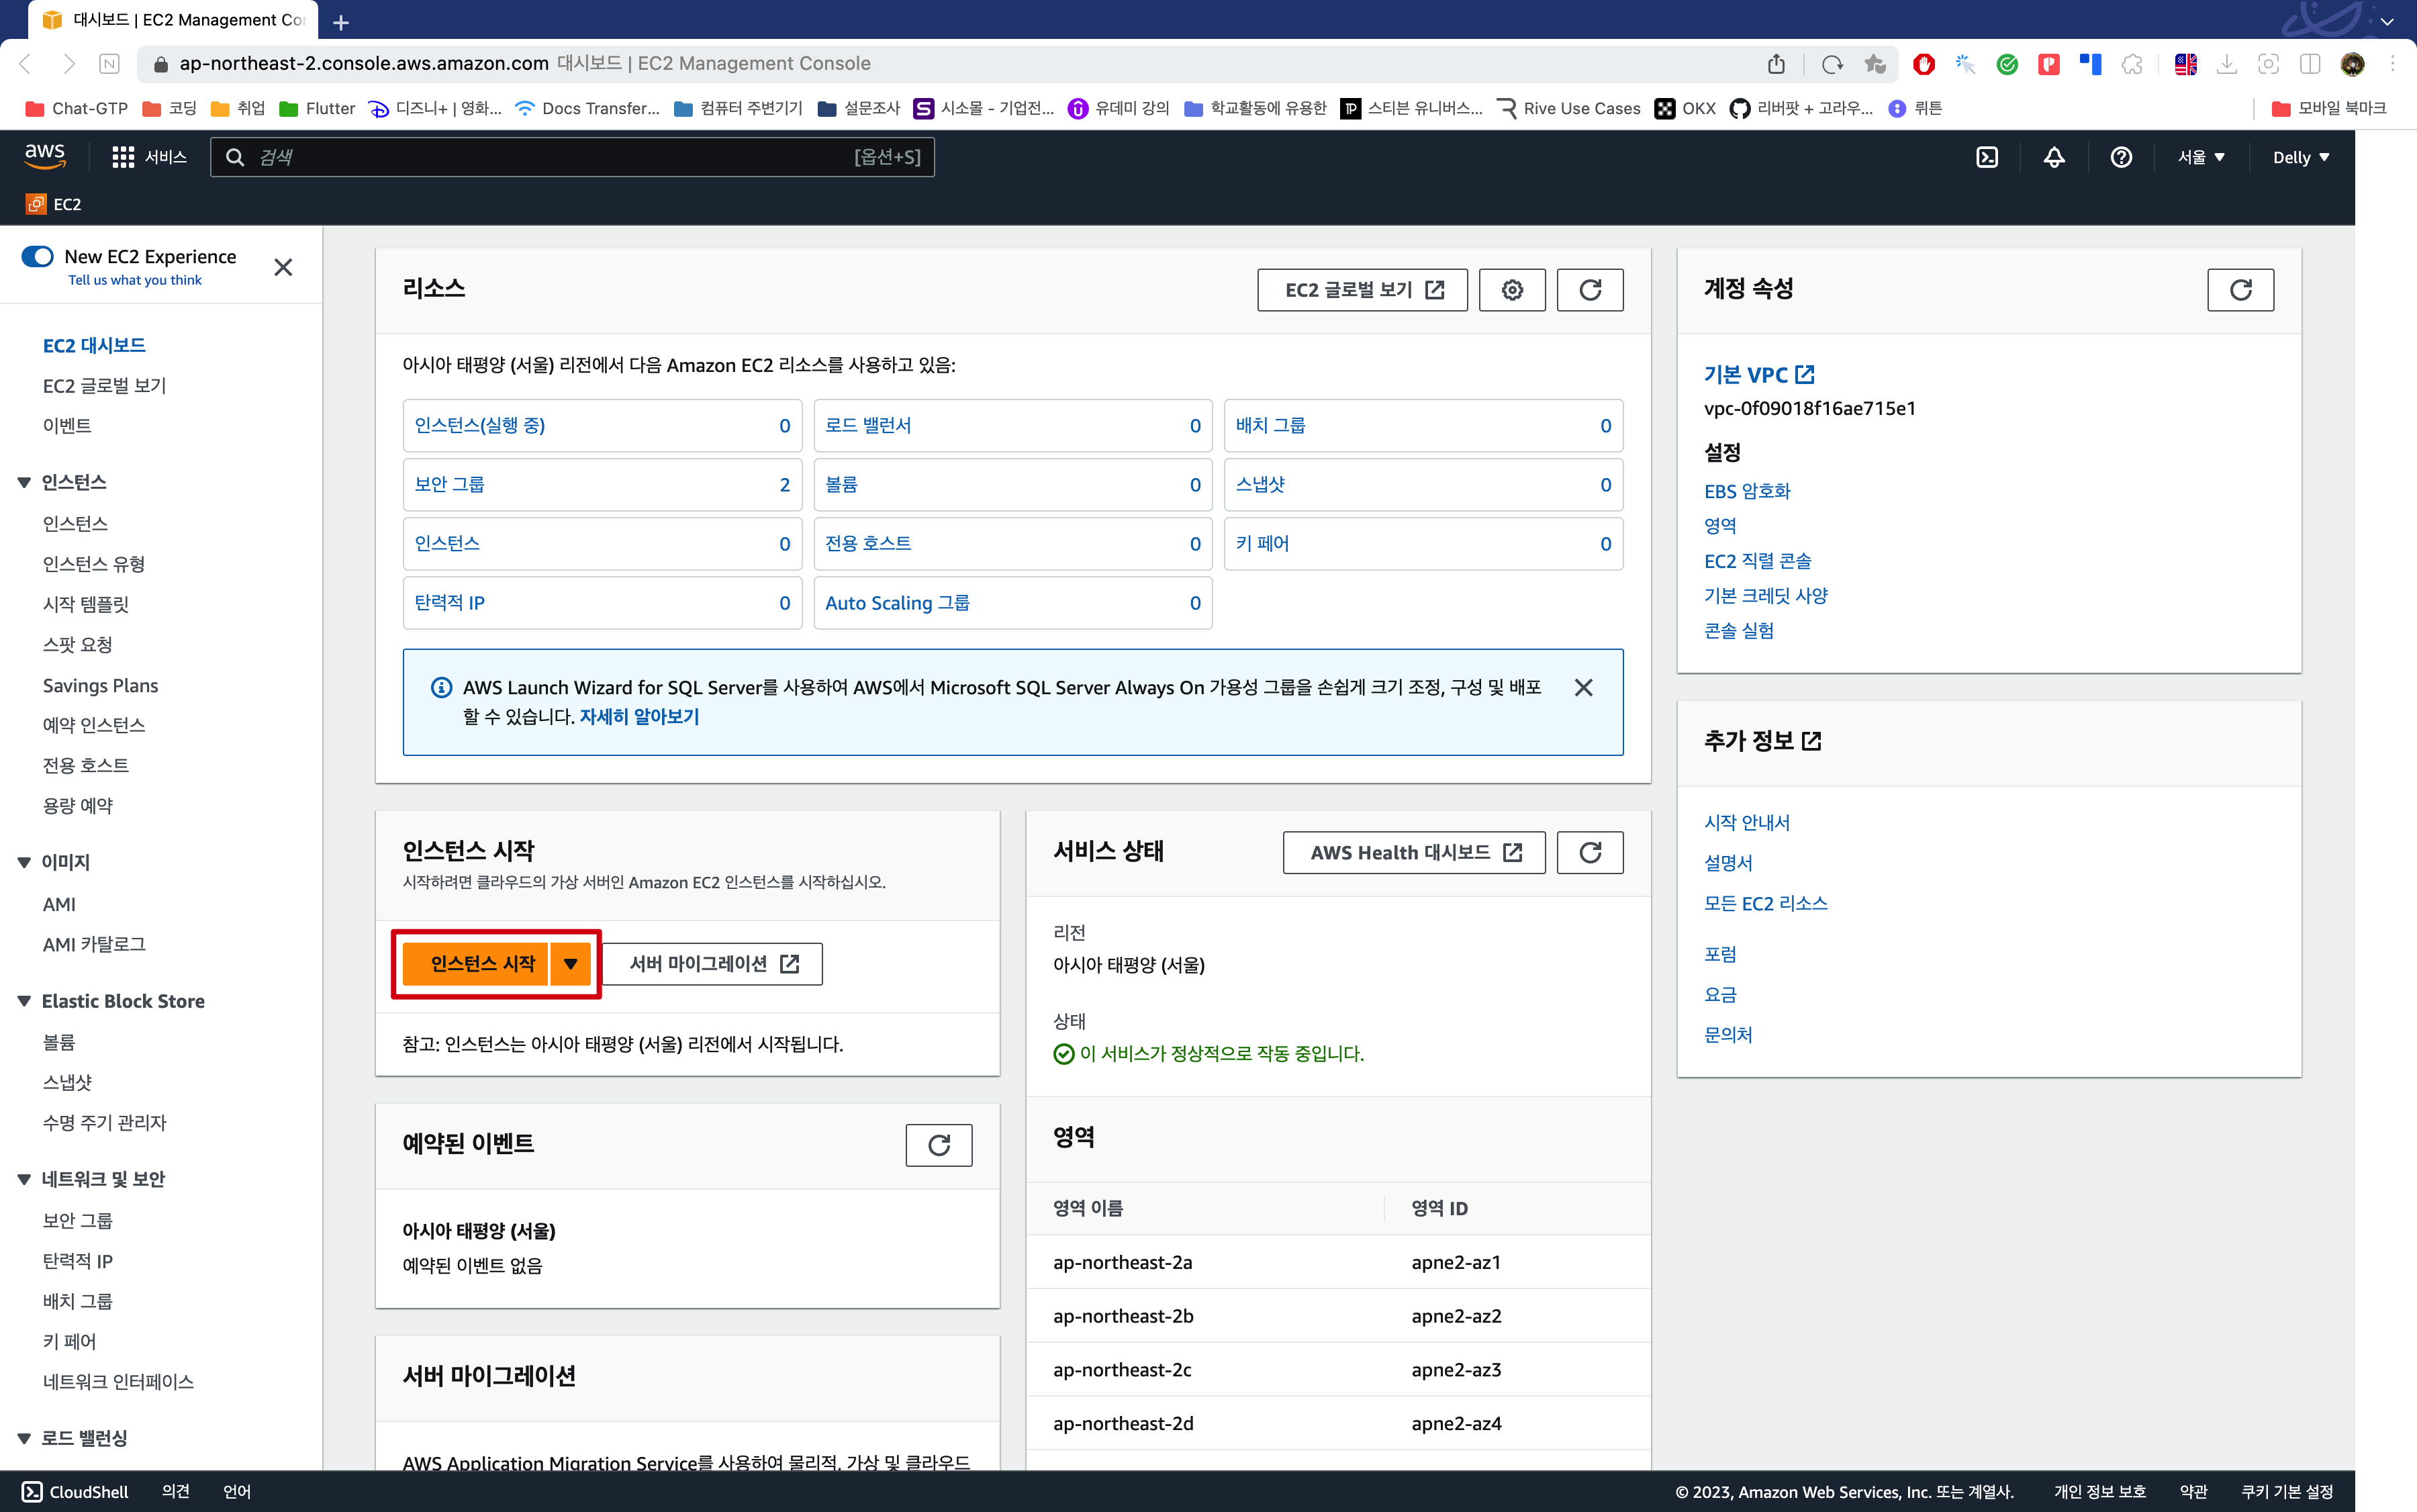 대시보드 | EC2 Management Co
ap-northeast-2.console.aws.amazon.com 대시보드 | EC2 Management Console
Chat-GTP 코딩 취업 Flutter 디즈니+ | 영화... Docs Transfer... 컴퓨터 주변기기 설문조사 시소몰 - 기업전... 유데미 강의 학교활동에 유용한 스티븐 유니버스... Rive Use Cases OKX 리버팟 + 고라우... 뤼튼 모바일 북마크
aws 서비스 검색 [옵션+S] 서울 Delly
EC2
New EC2 Experience
Tell us what you think
EC2 대시보드
EC2 글로벌 보기
이벤트
인스턴스
인스턴스
인스턴스 유형
시작 템플릿
스팟 요청
Savings Plans
예약 인스턴스
전용 호스트
용량 예약
이미지
AMI
AMI 카탈로그
Elastic Block Store
볼륨
스냅샷
수명 주기 관리자
네트워크 및 보안
보안 그룹
탄력적 IP
배치 그룹
키 페어
네트워크 인터페이스
로드 밸런싱
리소스
EC2 글로벌 보기
아시아 태평양 (서울) 리전에서 다음 Amazon EC2 리소스를 사용하고 있음:
인스턴스(실행 중) 0 로드 밸런서 0 배치 그룹 0
보안 그룹 2 볼륨 0 스냅샷 0
인스턴스 0 전용 호스트 0 키 페어 0
탄력적 IP 0 Auto Scaling 그룹 0
AWS Launch Wizard for SQL Server를 사용하여 AWS에서 Microsoft SQL Server Always On 가용성 그룹을 손쉽게 크기 조정, 구성 및 배포
할 수 있습니다. 자세히 알아보기
인스턴스 시작
시작하려면 클라우드의 가상 서버인 Amazon EC2 인스턴스를 시작하십시오.
인스턴스 시작 서버 마이그레이션
참고: 인스턴스는 아시아 태평양 (서울) 리전에서 시작됩니다.
예약된 이벤트
아시아 태평양 (서울)
예약된 이벤트 없음
서버 마이그레이션
AWS Application Migration Service를 사용하여 물리적, 가상 및 클라우드
서비스 상태
AWS Health 대시보드
리전
아시아 태평양 (서울)
상태
이 서비스가 정상적으로 작동 중입니다.
영역
영역 이름 영역 ID
ap-northeast-2a apne2-az1
ap-northeast-2b apne2-az2
ap-northeast-2c apne2-az3
ap-northeast-2d apne2-az4
계정 속성
기본 VPC
vpc-0f09018f16ae715e1
설정
EBS 암호화
영역
EC2 직렬 콘솔
기본 크레딧 사양
콘솔 실험
추가 정보
시작 안내서
설명서
모든 EC2 리소스
포럼
요금
문의처
CloudShell 의견 언어 © 2023, Amazon Web Services, Inc. 또는 계열사. 개인 정보 보호 약관 쿠키 기본 설정